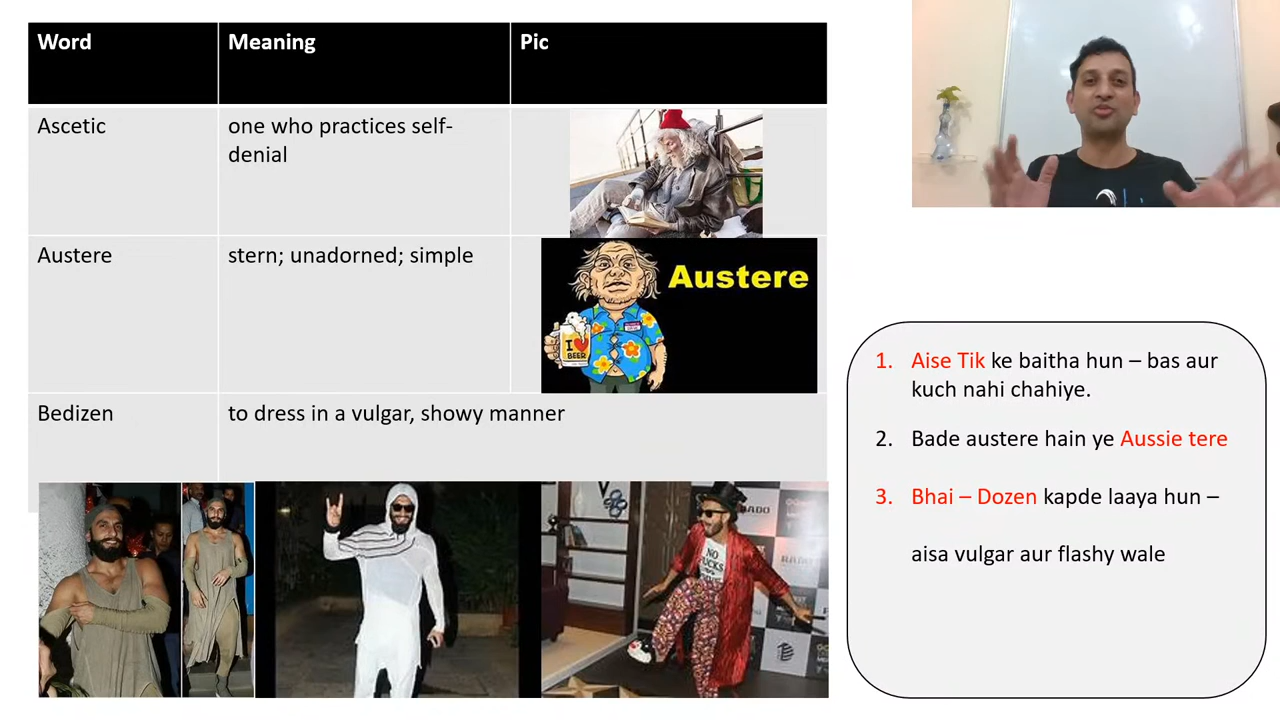 Word Meaning Pic
Ascetic
one who practices self-
denial
Austere
stern; unadorned; simple
Austere
I ♥
BEER
Bedizen
to dress in a vulgar, showy manner
NO
1. Aise Tik ke baitha hun – bas aur
kuch nahi chahiye.
2. Bade austere hain ye Aussie tere
3. Bhai – Dozen kapde laaya hun –
aisa vulgar aur flashy wale